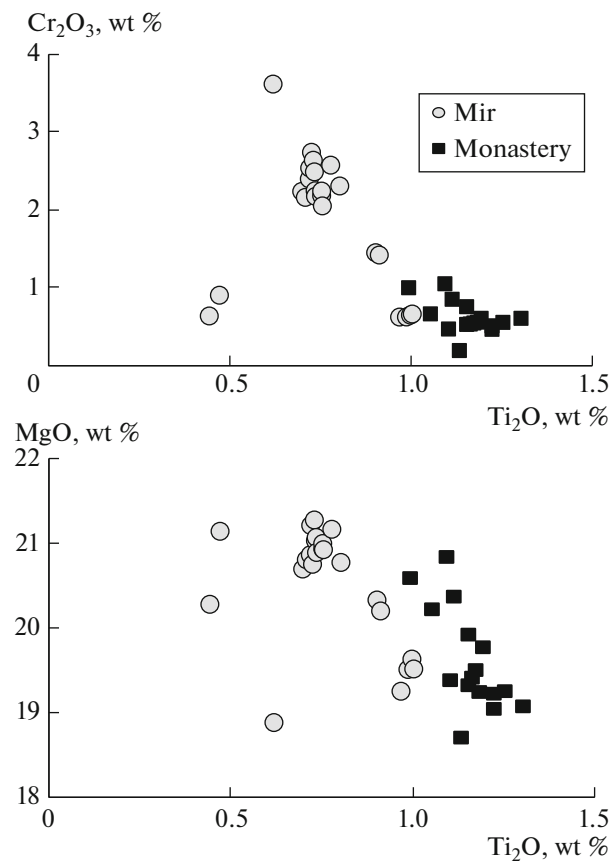 Cr₂O₃, wt %
4
Mir
Monastery
3
2
1
0 0.5 1.0 1.5
Ti₂O, wt %
MgO, wt %
22
21
20
19
18
0 0.5 1.0 1.5
Ti₂O, wt %